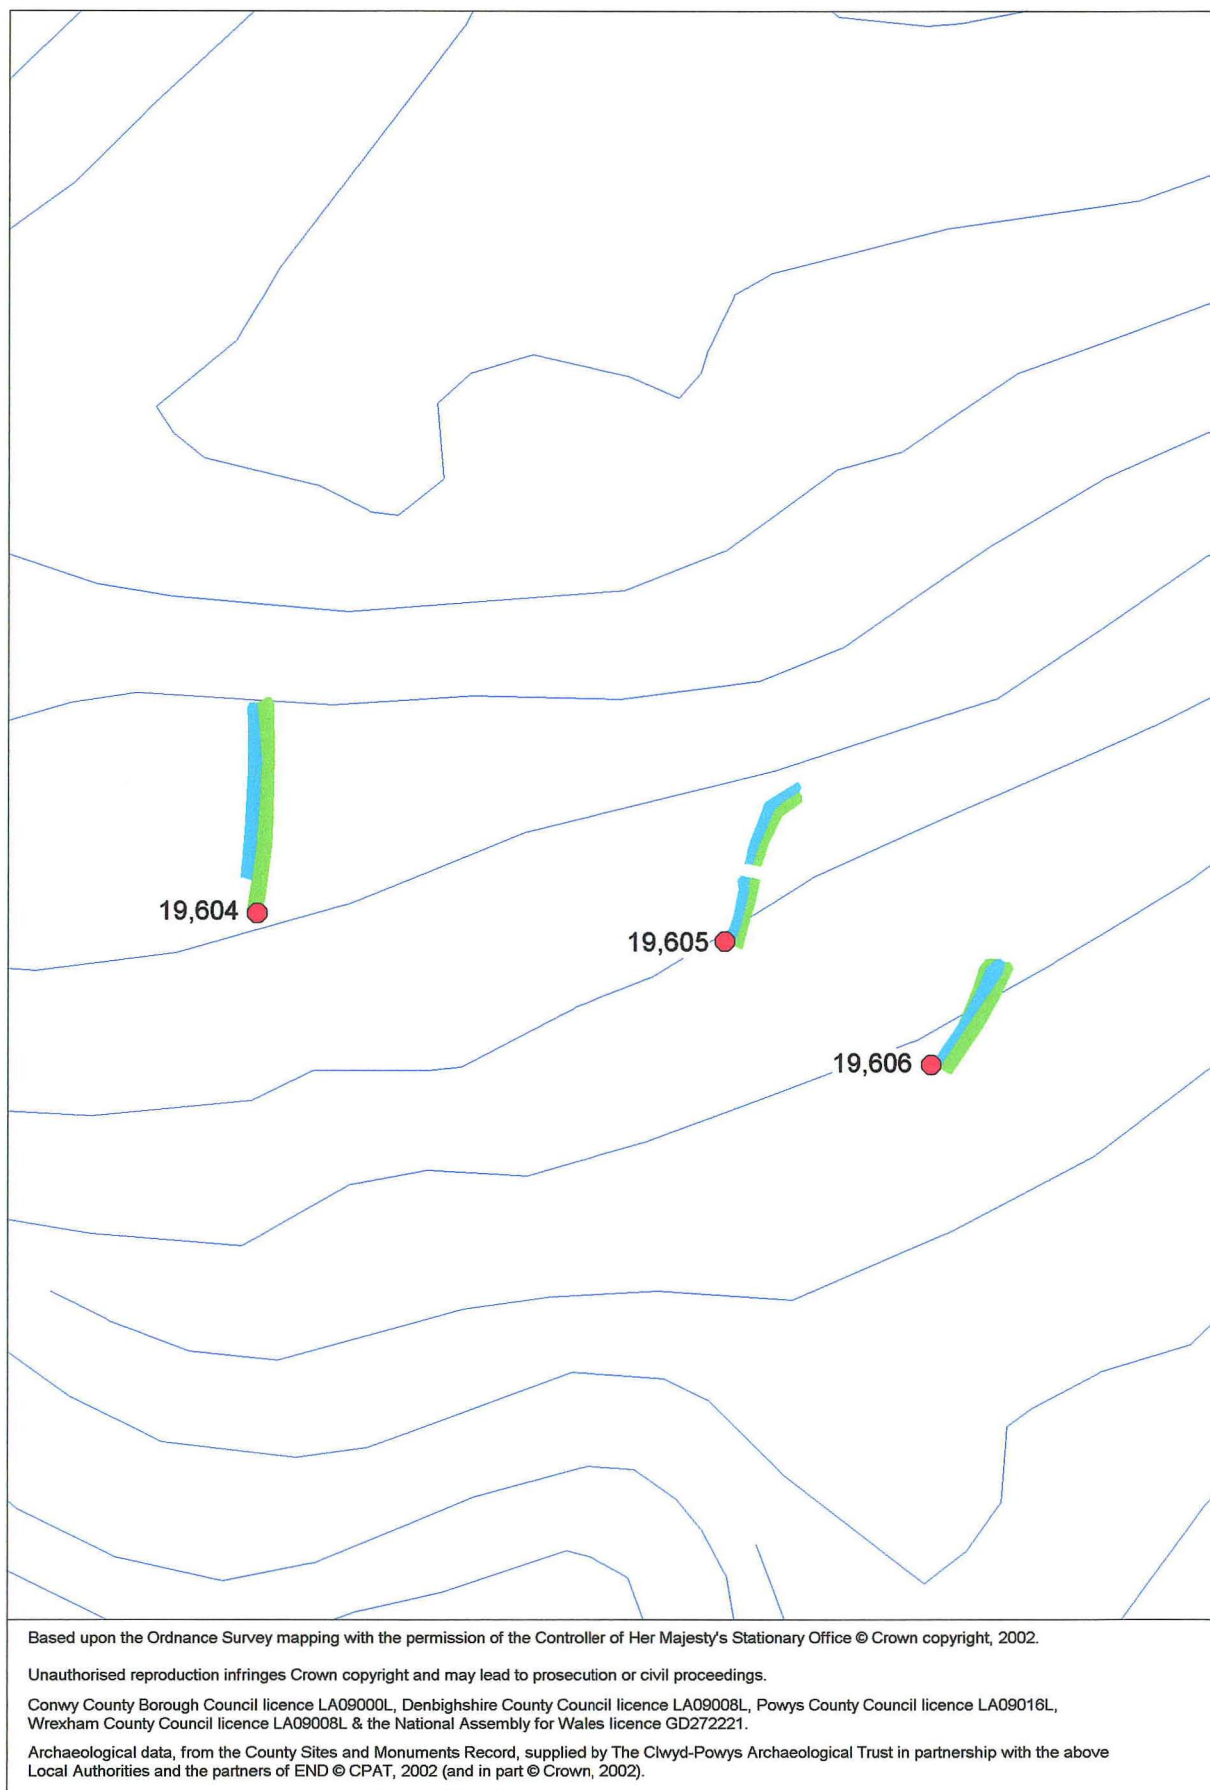 19,604
19,605
19,606
Based upon the Ordnance Survey mapping with the permission of the Controller of Her Majesty's Stationary Office © Crown copyright, 2002.
Unauthorised reproduction infringes Crown copyright and may lead to prosecution or civil proceedings.
Conwy County Borough Council licence LA09000L, Denbighshire County Council licence LA09008L, Powys County Council licence LA09016L,
Wrexham County Council licence LA09008L & the National Assembly for Wales licence GD272221.
Archaeological data, from the County Sites and Monuments Record, supplied by The Clwyd-Powys Archaeological Trust in partnership with the above
Local Authorities and the partners of END © CPAT, 2002 (and in part © Crown, 2002).